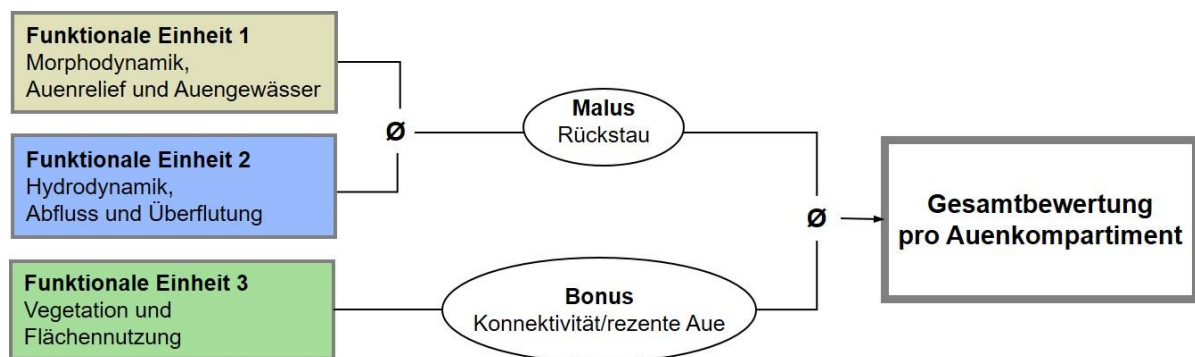 Funktionale Einheit 1
Morphodynamik,
Auenrelief und Auengewässer
Funktionale Einheit 2
Hydrodynamik,
Abfluss und Überflutung
Funktionale Einheit 3
Vegetation und
Flächennutzung
Ø
Malus
Rückstau
Bonus
Konnektivität/rezente Aue
Ø
Gesamtbewertung
pro Auenkompartiment